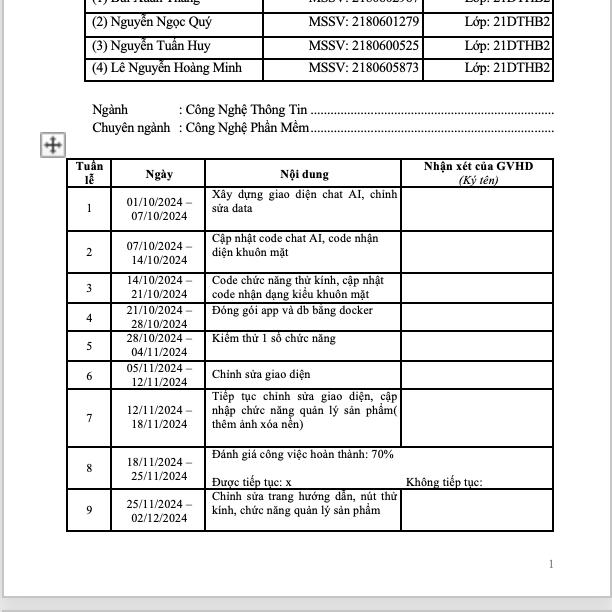 (1) Bùi Xuân Thắng MSSV: 2180602987 Lớp: 21DTHB2
(2) Nguyễn Ngọc Quý MSSV: 2180601279 Lớp: 21DTHB2
(3) Nguyễn Tuấn Huy MSSV: 2180600525 Lớp: 21DTHB2
(4) Lê Nguyễn Hoàng Minh MSSV: 2180605873 Lớp: 21DTHB2
Ngành : Công Nghệ Thông Tin
Chuyên ngành : Công Nghệ Phần Mềm
Tuần lễ Ngày Nội dung Nhận xét của GVHD
(Ký tên)
1 01/10/2024 – 07/10/2024 Xây dựng giao diện chat AI, chỉnh
sửa data
2 07/10/2024 – 14/10/2024 Cập nhật code chat AI, code nhận
diện khuôn mặt
3 14/10/2024 – 21/10/2024 Code chức năng thử kính, cập nhật
code nhận dạng kiểu khuôn mặt
4 21/10/2024 – 28/10/2024 Đóng gói app và db bằng docker
5 28/10/2024 – 04/11/2024 Kiểm thử 1 số chức năng
6 05/11/2024 – 12/11/2024 Chỉnh sửa giao diện
7 12/11/2024 – 18/11/2024 Tiếp tục chỉnh sửa giao diện, cập
nhập chức năng quản lý sản phẩm(
thêm ảnh xóa nền)
8 18/11/2024 – 25/11/2024 Đánh giá công việc hoàn thành: 70%
Được tiếp tục: x Không tiếp tục:
9 25/11/2024 – 02/12/2024 Chỉnh sửa trang hướng dẫn, nút thử
kính, chức năng quản lý sản phẩm
1